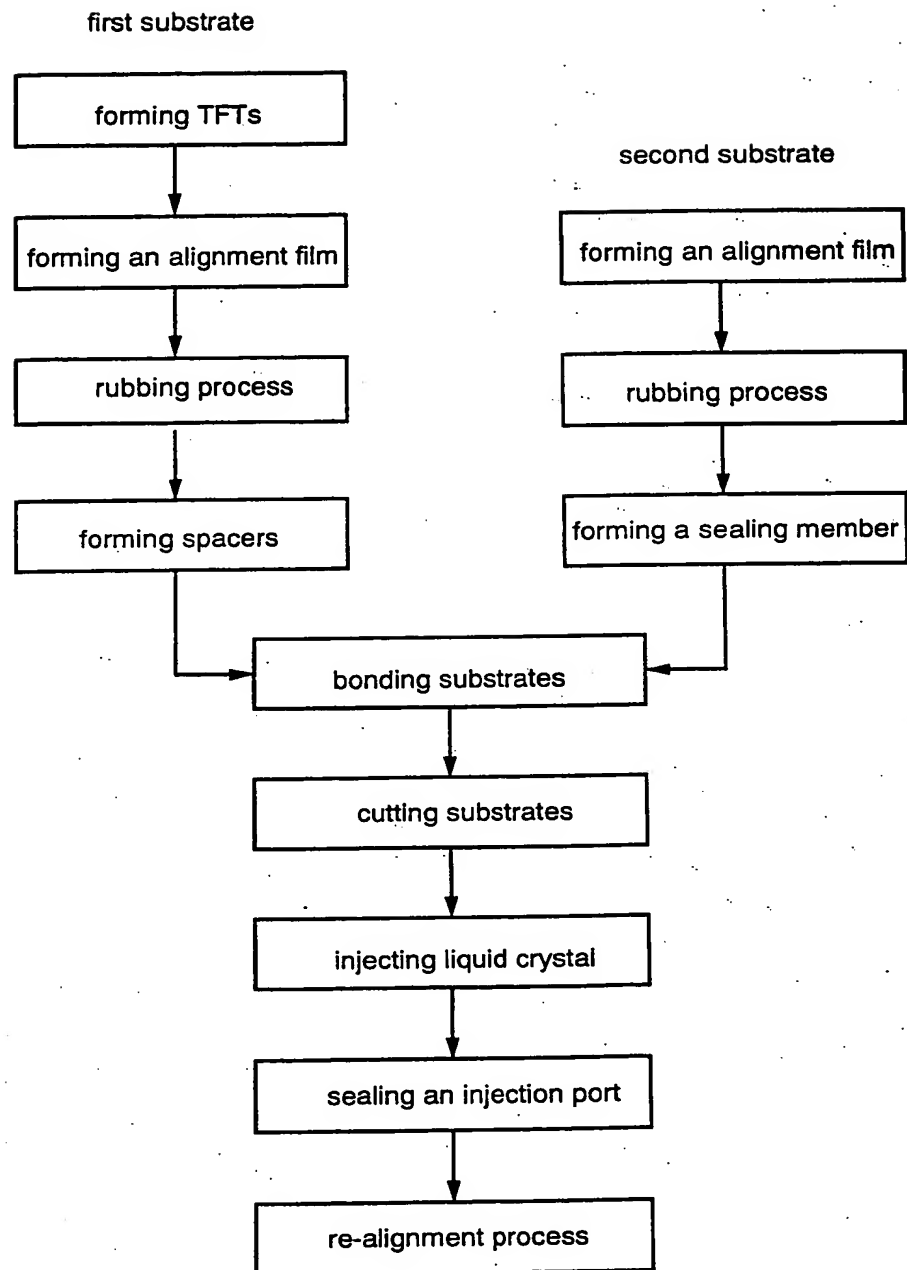 first substrate
forming TFTs
forming an alignment film
rubbing process
forming spacers
second substrate
forming an alignment film
rubbing process
forming a sealing member
bonding substrates
cutting substrates
injecting liquid crystal
sealing an injection port
re-alignment process